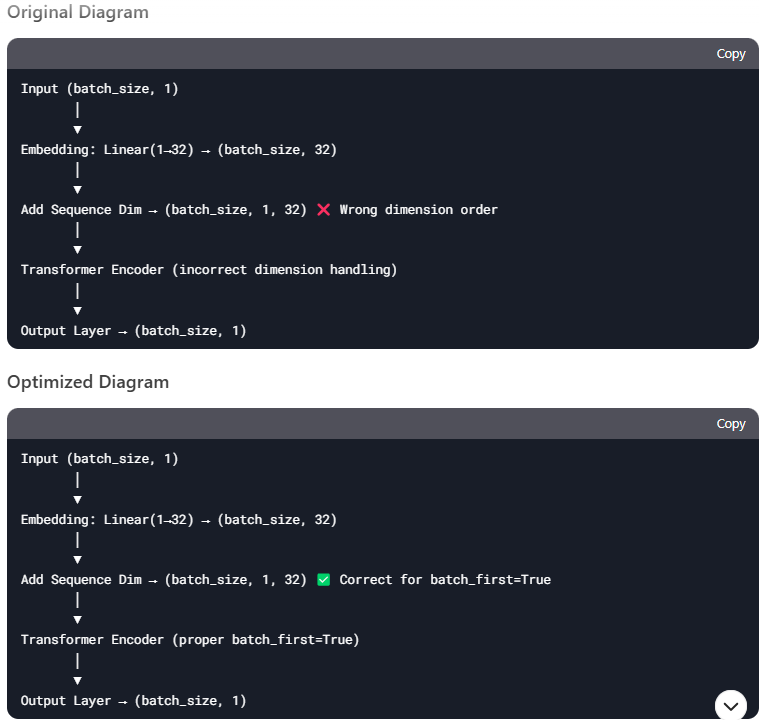 Original Diagram
Copy
Input (batch_size, 1)
|
▼
Embedding: Linear(1→32) → (batch_size, 32)
|
▼
Add Sequence Dim → (batch_size, 1, 32) ❌ Wrong dimension order
|
▼
Transformer Encoder (incorrect dimension handling)
|
▼
Output Layer → (batch_size, 1)
Optimized Diagram
Copy
Input (batch_size, 1)
|
▼
Embedding: Linear(1→32) → (batch_size, 32)
|
▼
Add Sequence Dim → (batch_size, 1, 32) ✅ Correct for batch_first=True
|
▼
Transformer Encoder (proper batch_first=True)
|
▼
Output Layer → (batch_size, 1)